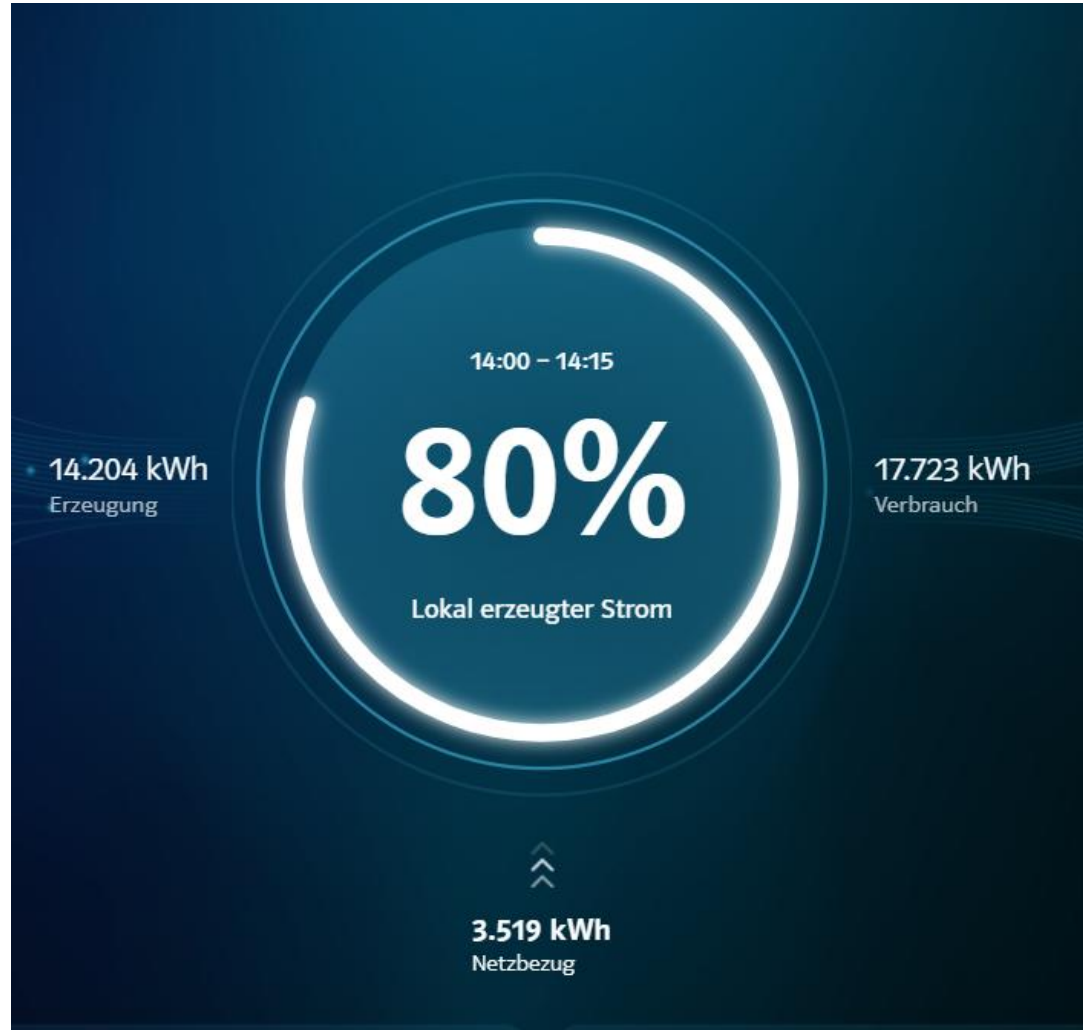 14:00 – 14:15
80%
Lokal erzeugter Strom
14.204 kWh
Erzeugung
17.723 kWh
Verbrauch
3.519 kWh
Netzbezug